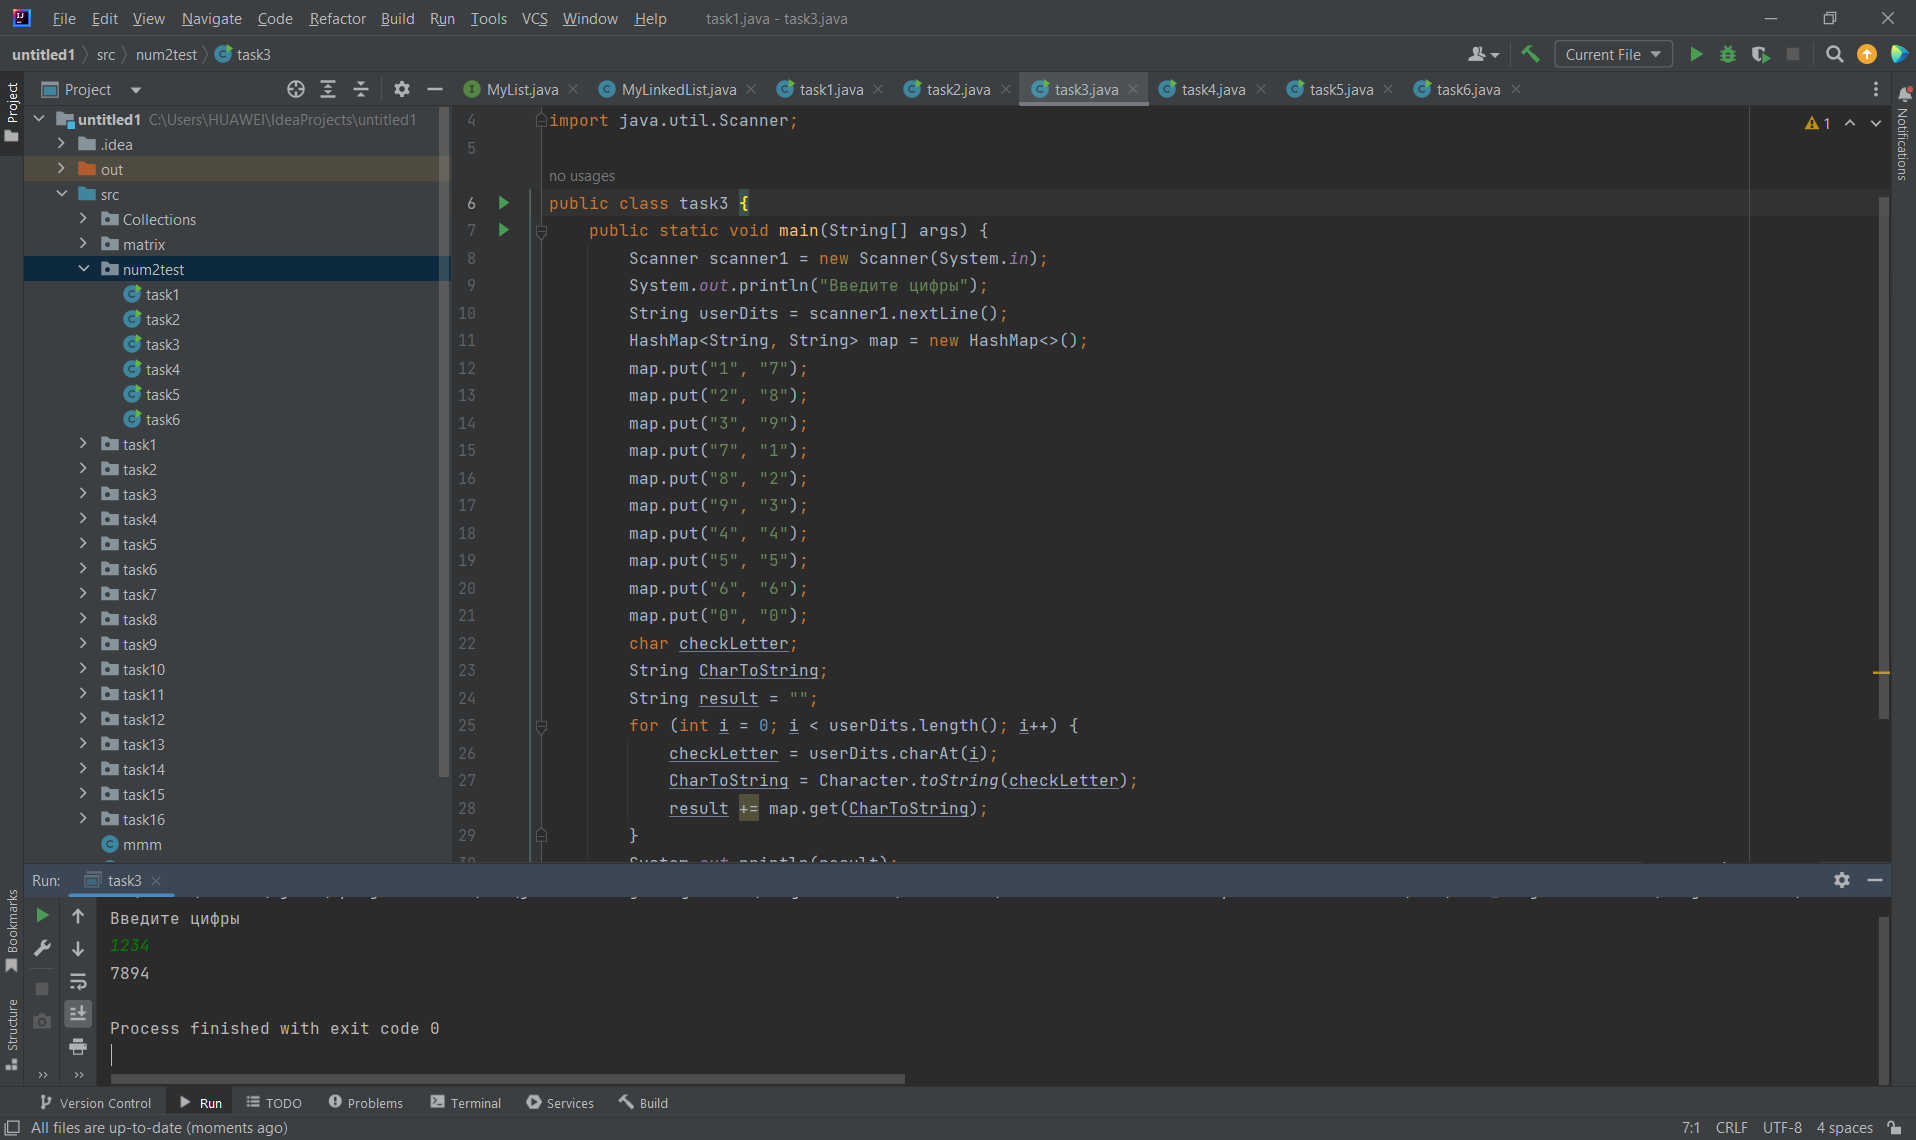 File Edit View Navigate Code Refactor Build Run Tools VCS Window Help task1.java - task3.java
untitled1 src num2test task3 Current File
Project MyList.java MyLinkedList.java task1.java task2.java task3.java task4.java task5.java task6.java
Project
Notifications
untitled1 C:\Users\HUAWEI\IdeaProjects\untitled1
.idea
out
src
Collections
matrix
num2test
task1
task2
task3
task4
task5
task6
task1
task2
task3
task4
task5
task6
task7
task8
task9
task10
task11
task12
task13
task14
task15
task16
mmm
1
4 import java.util.Scanner;
5
no usages
6 public class task3 {
7 public static void main(String[] args) {
8 Scanner scanner1 = new Scanner(System.in);
9 System.out.println("Введите цифры");
10 String userDits = scanner1.nextLine();
11 HashMap<String, String> map = new HashMap<>();
12 map.put("1", "7");
13 map.put("2", "8");
14 map.put("3", "9");
15 map.put("7", "1");
16 map.put("8", "2");
17 map.put("9", "3");
18 map.put("4", "4");
19 map.put("5", "5");
20 map.put("6", "6");
21 map.put("0", "0");
22 char checkLetter;
23 String CharToString;
24 String result = "";
25 for (int i = 0; i < userDits.length(); i++) {
26 checkLetter = userDits.charAt(i);
27 CharToString = Character.toString(checkLetter);
28 result += map.get(CharToString);
29 }
30 System.out.println(result);
Run: task3
Введите цифры
1234
7894
Process finished with exit code 0
Bookmarks
Structure
Version Control Run TODO Problems Terminal Services Build
All files are up-to-date (moments ago) 7:1 CRLF UTF-8 4 spaces